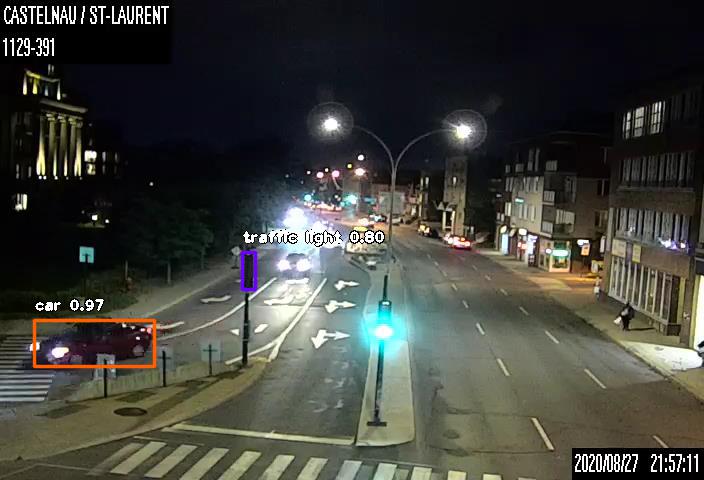 CASTELNAU / ST-LAURENT
1129-391
traffic light 0.80
car 0.97
2020/08/27 21:57:11